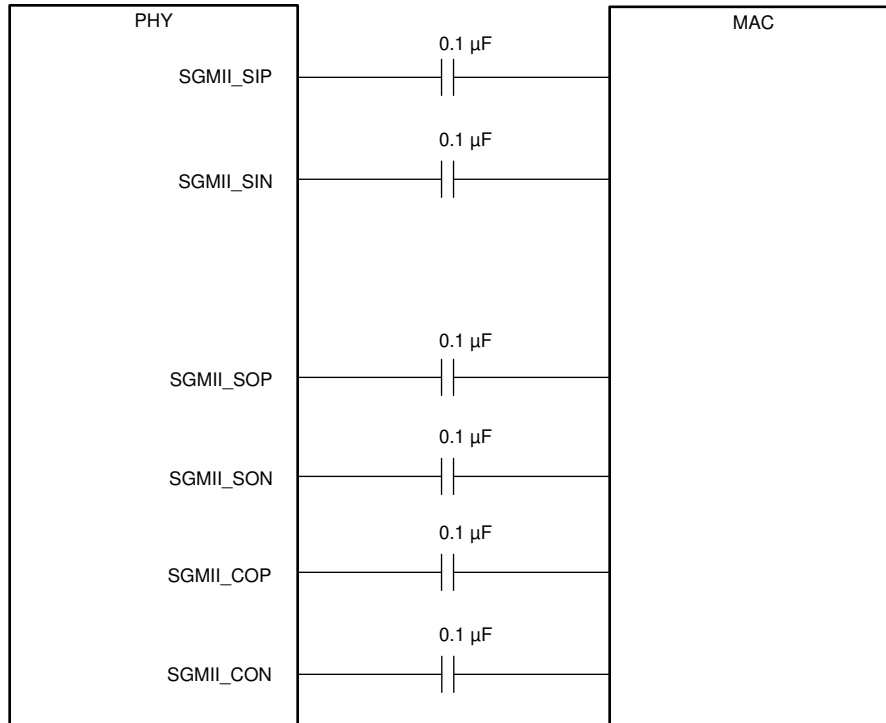 PHY
MAC
0.1 µF
SGMII_SIP
0.1 µF
SGMII_SIN
0.1 µF
SGMII_SOP
0.1 µF
SGMII_SON
0.1 µF
SGMII_COP
0.1 µF
SGMII_CON